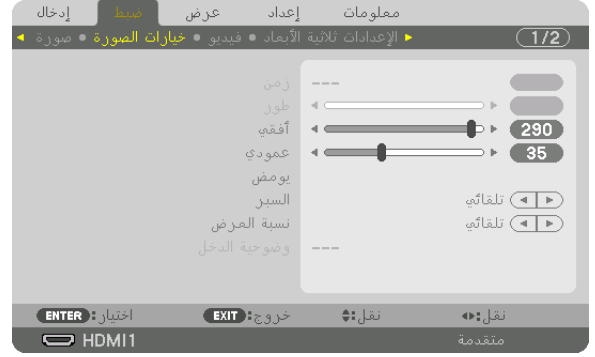 إدخال ضبط عرض إعداد معلومات
صورة • خيارات الصورة • فيديو • الإعدادات ثلاثية الأبعاد 1/2
زمن ---
طور
أفقي 290
عمودي 35
يومض
السبر تلقائي
نسبة العرض تلقائي
وضوحية الدخل ---
ENTER: اختيار EXIT: خروج نقل: نقل:
HDMI1 متقدمة